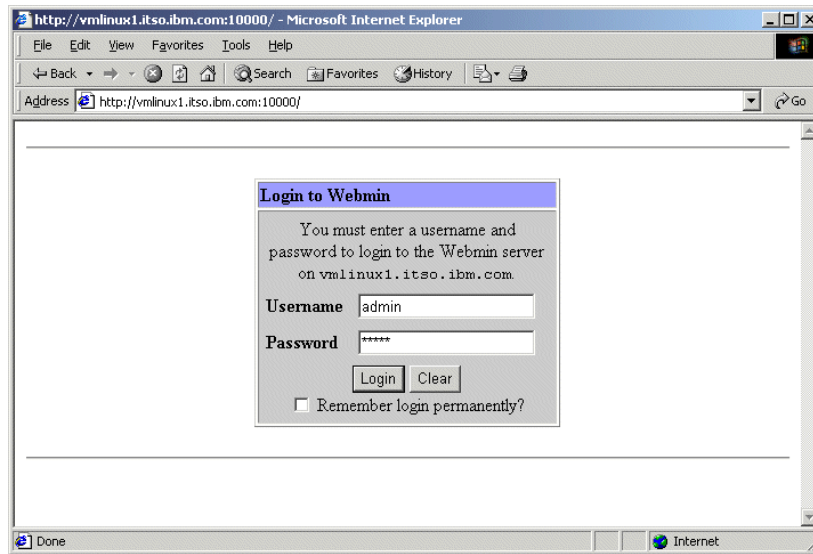 http://vmlinux1.itso.ibm.com:10000/ - Microsoft Internet Explorer
File Edit View Favorites Tools Help
Back Search Favorites History
Address http://vmlinux1.itso.ibm.com:10000/ Go
Login to Webmin
You must enter a username and
password to login to the Webmin server
on vmlinux1.itso.ibm.com.
Username admin
Password *****
Login Clear
Remember login permanently?
Done Internet